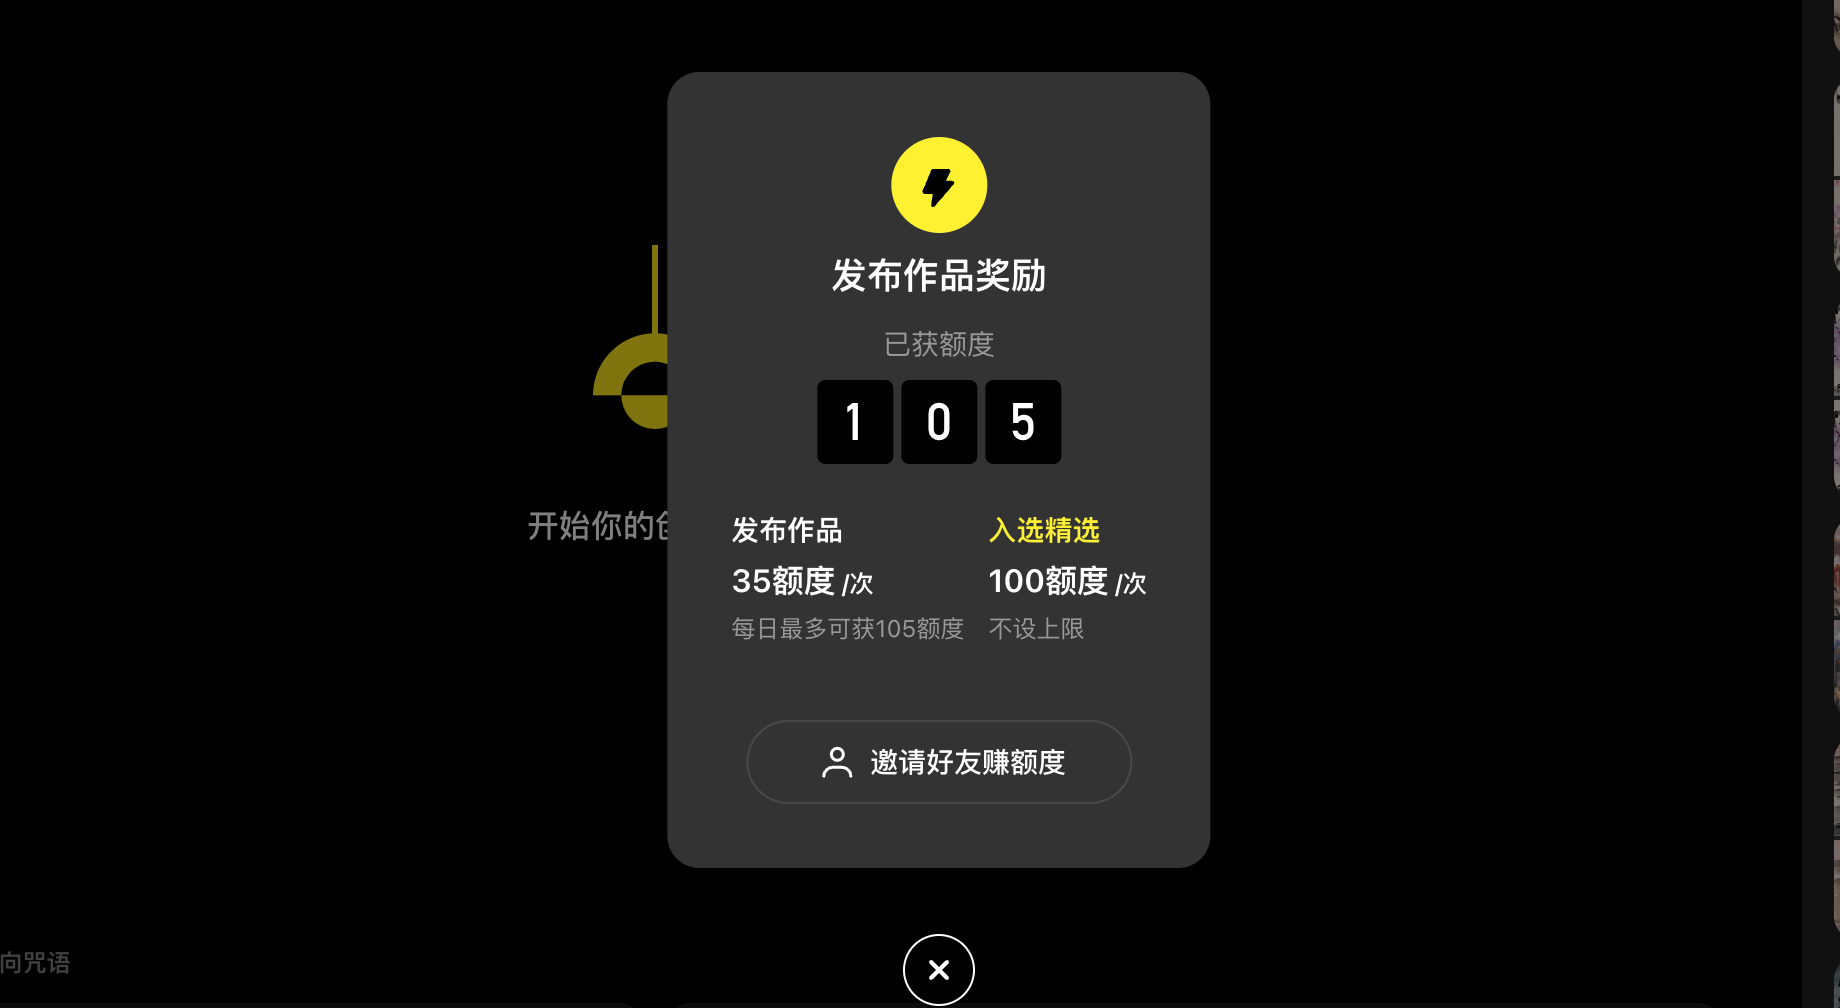 发布作品奖励
已获额度
1 0 5
发布作品
35额度 /次
每日最多可获105额度
入选精选
100额度 /次
不设上限
邀请好友赚额度
开始你的
向咒语